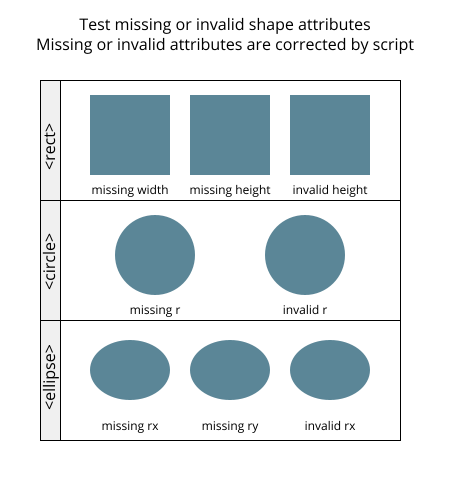 Test missing or invalid shape attributes
Missing or invalid attributes are corrected by script
<rect>
missing width
missing height
invalid height
<circle>
missing r
invalid r
<ellipse>
missing rx
missing ry
invalid rx